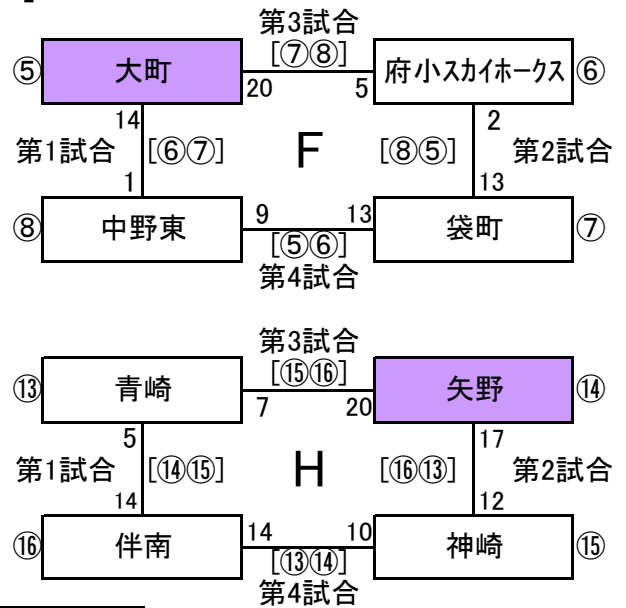 第3試合
⑤ 大町 [⑦⑧] 府小スカイホークス ⑥
20 5
14 2
第1試合 [⑥⑦] F [⑧⑤] 第2試合
1 13
⑧ 中野東 9 13 袋町 ⑦
[⑤⑥]
第4試合
第3試合
⑬ 青崎 [⑮⑯] 矢野 ⑭
7 20
5 17
第1試合 [⑭⑮] H [⑯⑬] 第2試合
14 12
⑯ 伴南 14 10 神崎 ⑮
[⑬⑭]
第4試合